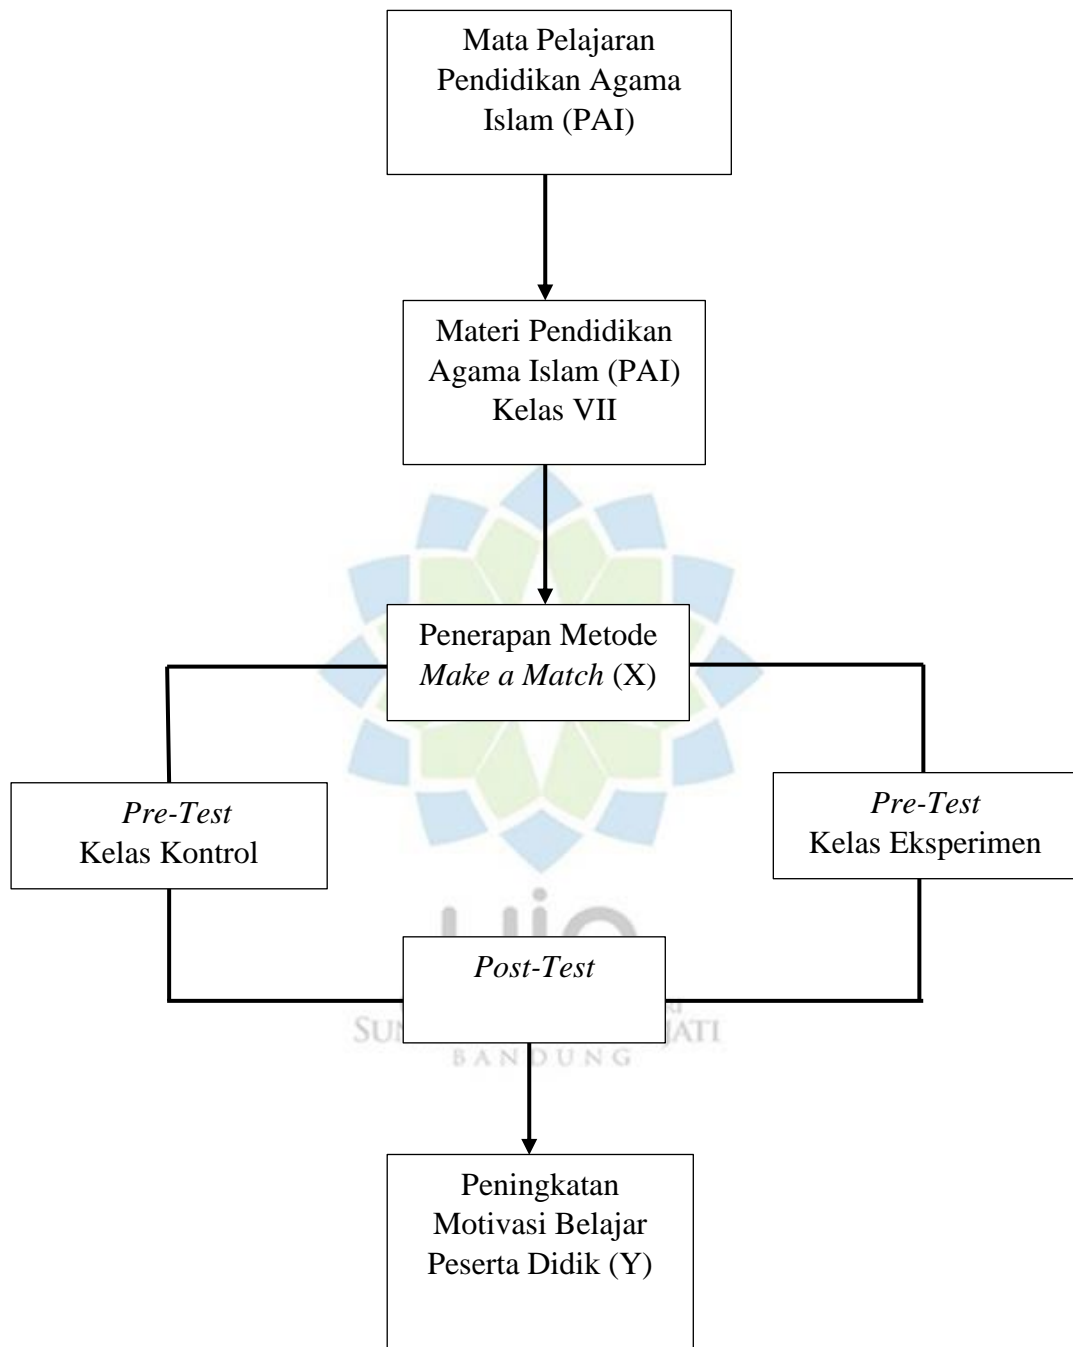 Mata Pelajaran
Pendidikan Agama
Islam (PAI)
Materi Pendidikan
Agama Islam (PAI)
Kelas VII
Penerapan Metode
Make a Match (X)
Pre-Test
Kelas Kontrol
Pre-Test
Kelas Eksperimen
Post-Test
BANDUNG
Peningkatan
Motivasi Belajar
Peserta Didik (Y)